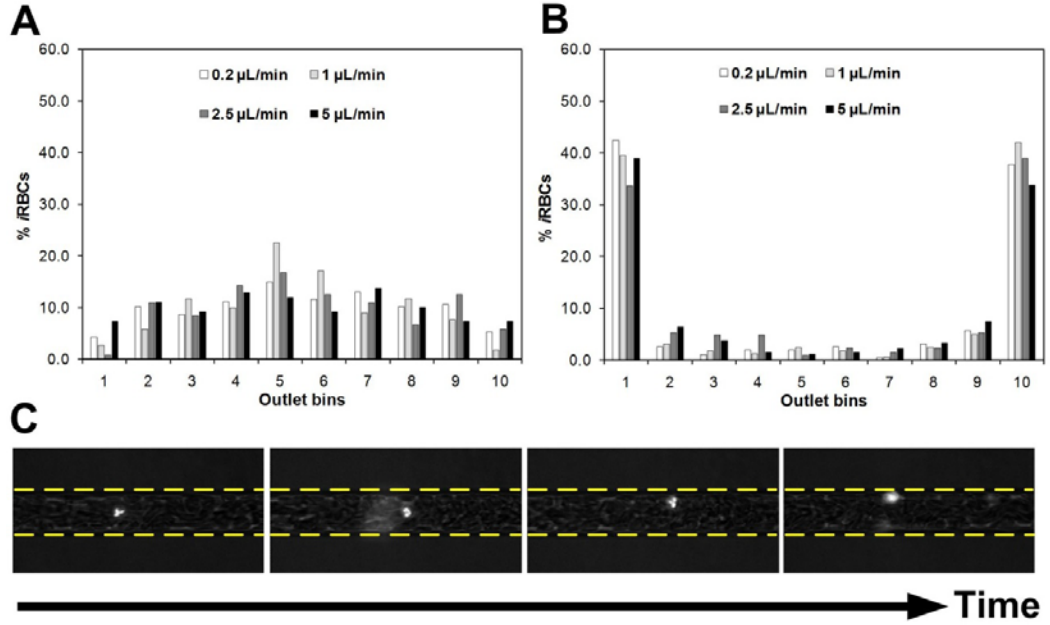 A
60.0
50.0
40.0
30.0
20.0
10.0
0.0
% iRBCs
0.2 µL/min 1 µL/min
2.5 µL/min 5 µL/min
1 2 3 4 5 6 7 8 9 10
Outlet bins
B
60.0
50.0
40.0
30.0
20.0
10.0
0.0
% iRBCs
0.2 µL/min 1 µL/min
2.5 µL/min 5 µL/min
1 2 3 4 5 6 7 8 9 10
Outlet bins
C
Time